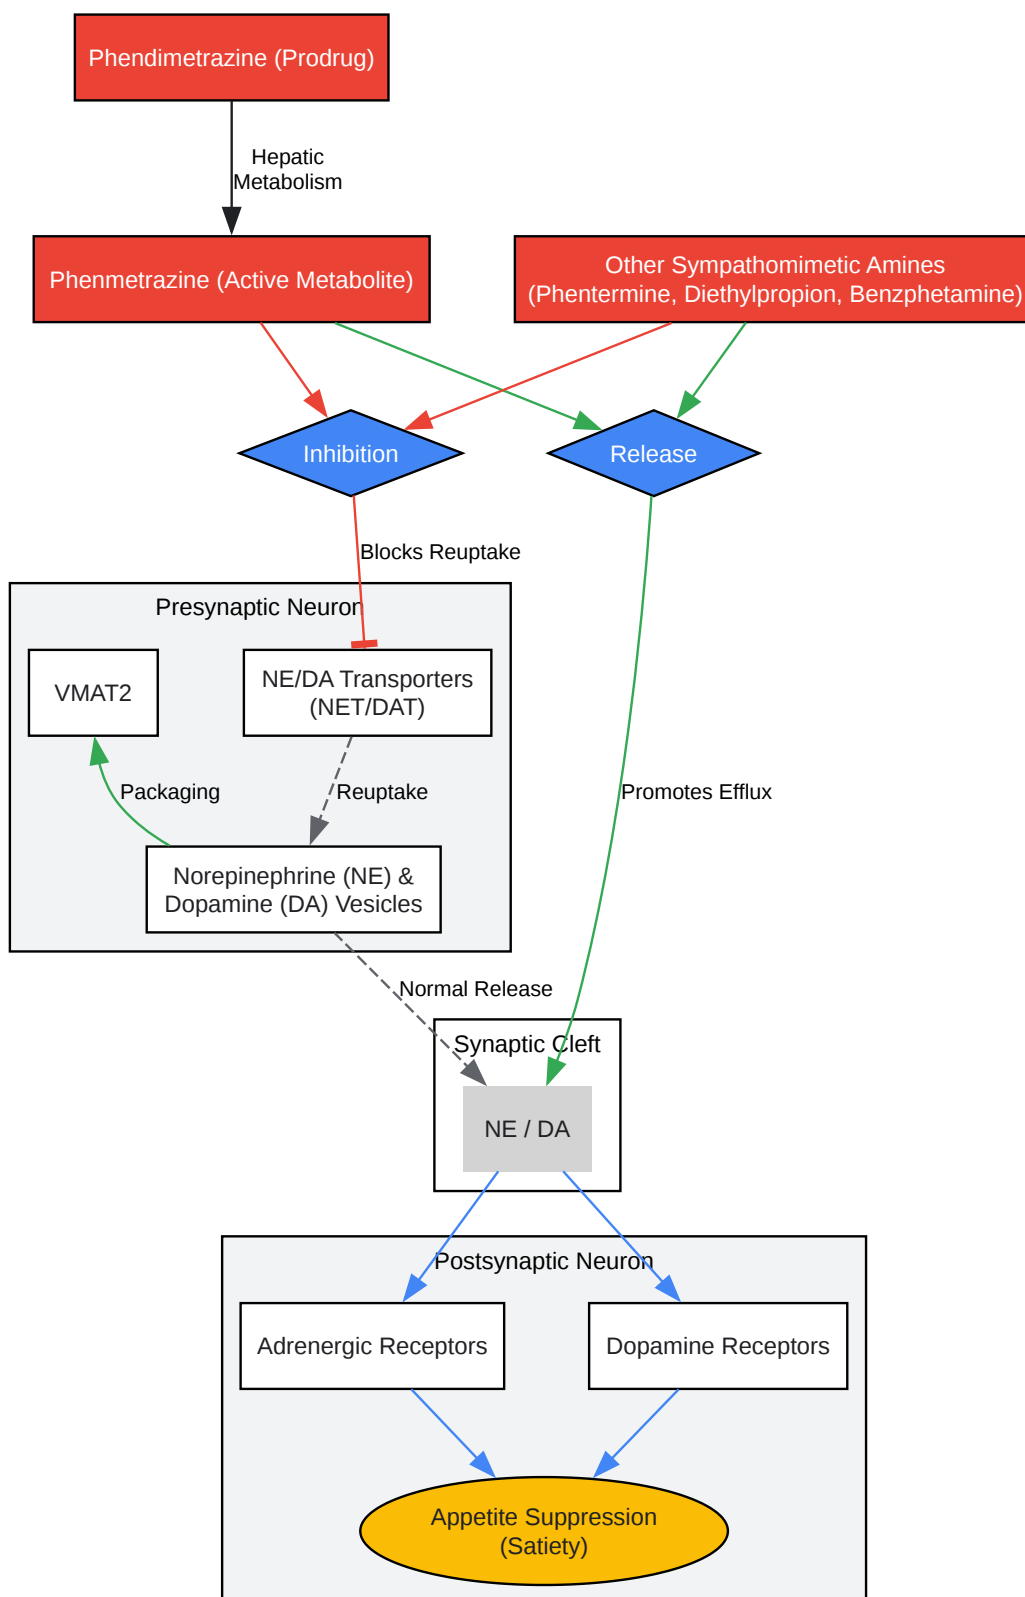 Phendimetrazine (Prodrug)
Hepatic
Metabolism
Phenmetrazine (Active Metabolite)
Other Sympathomimetic Amines
(Phentermine, Diethylpropion, Benzphetamine)
Inhibition
Release
Blocks Reuptake
Presynaptic Neuron
VMAT2
NE/DA Transporters
(NET/DAT)
Packaging
Reuptake
Promotes Efflux
Norepinephrine (NE) &
Dopamine (DA) Vesicles
Normal Release
Synaptic Cleft
NE / DA
Postsynaptic Neuron
Adrenergic Receptors
Dopamine Receptors
Appetite Suppression
(Satiety)